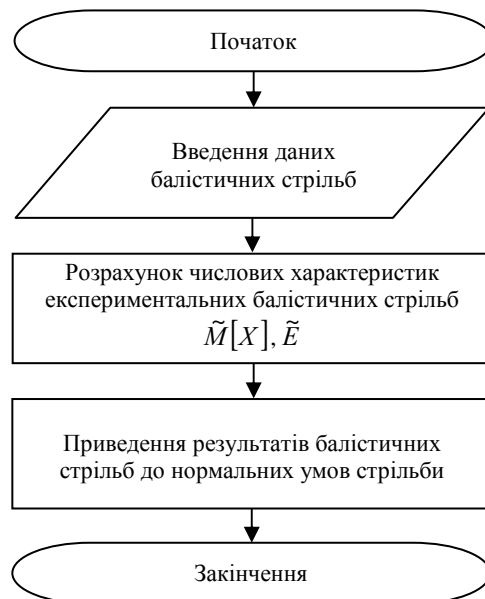 Початок
Введення даних
балістичних стрільб
Розрахунок числових характеристик
експериментальних балістичних стрільб
M̃[X], Ẽ
Приведення результатів балістичних
стрільб до нормальних умов стрільби
Закінчення